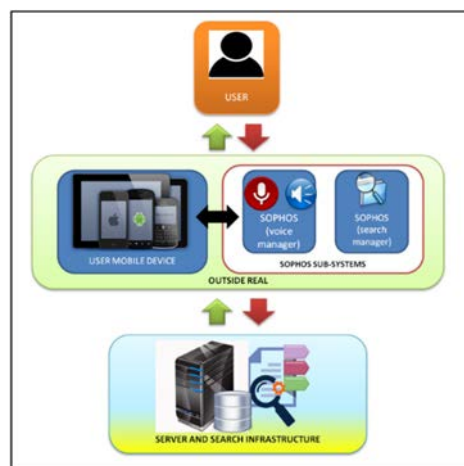 USER
USER MOBILE DEVICE
SOPHOS
(voice
manager)
SOPHOS
(search
manager)
SOPHOS SUB-SYSTEMS
OUTSIDE REAL
SERVER AND SEARCH INFRASTRUCTURE